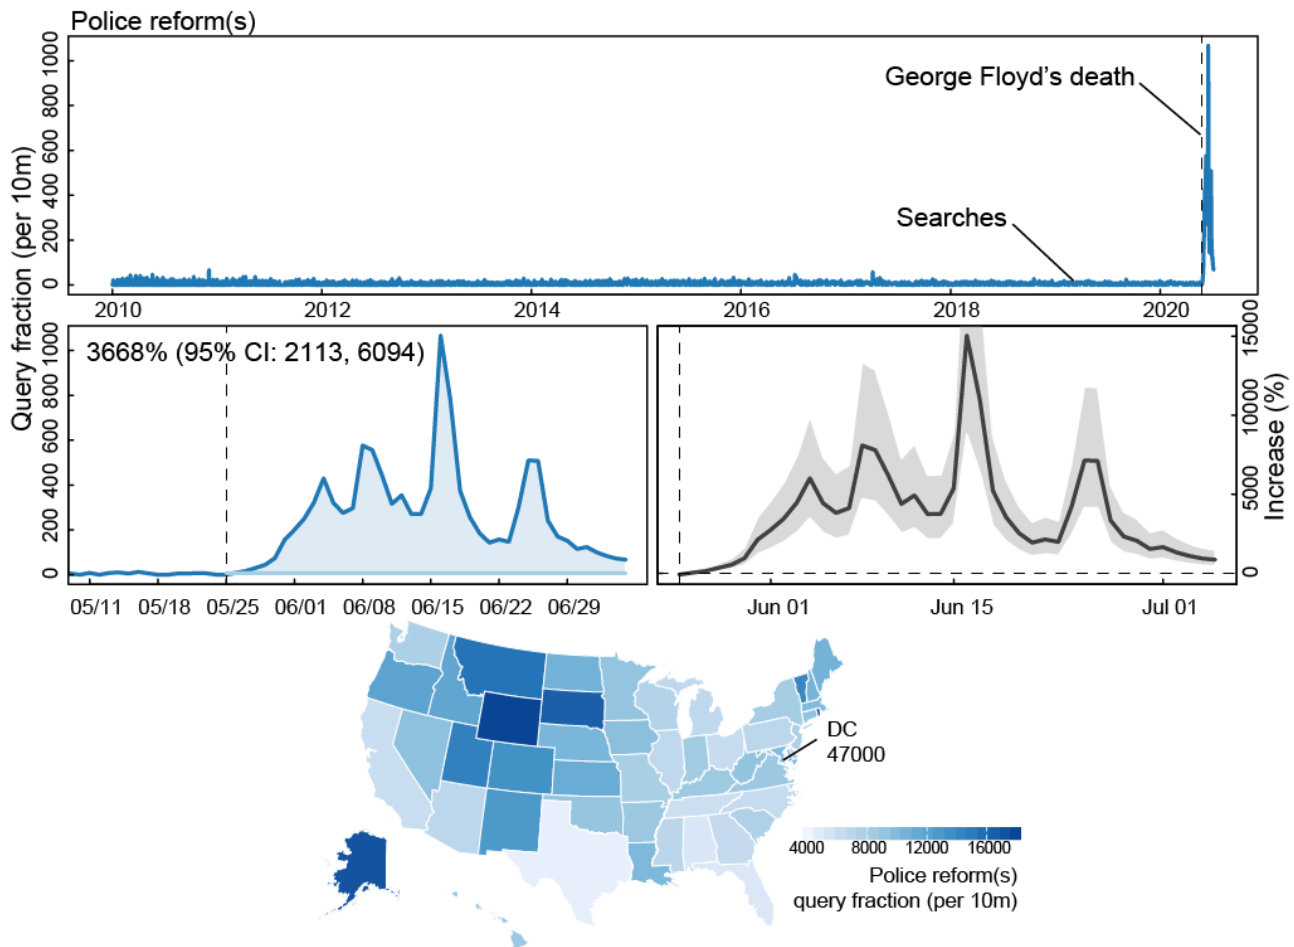 Police reform(s)
Query fraction (per 10m)
1000
800
600
400
200
0
George Floyd's death
Searches
2010
2012
2014
2016
2018
2020
3668% (95% CI: 2113, 6094)
1000
800
600
400
200
0
05/11
05/18
05/25
06/01
06/08
06/15
06/22
06/29
15000
10000
5000
0
Increase (%)
Jun 01
Jun 15
Jul 01
DC
47000
4000
8000
12000
16000
Police reform(s)
query fraction (per 10m)